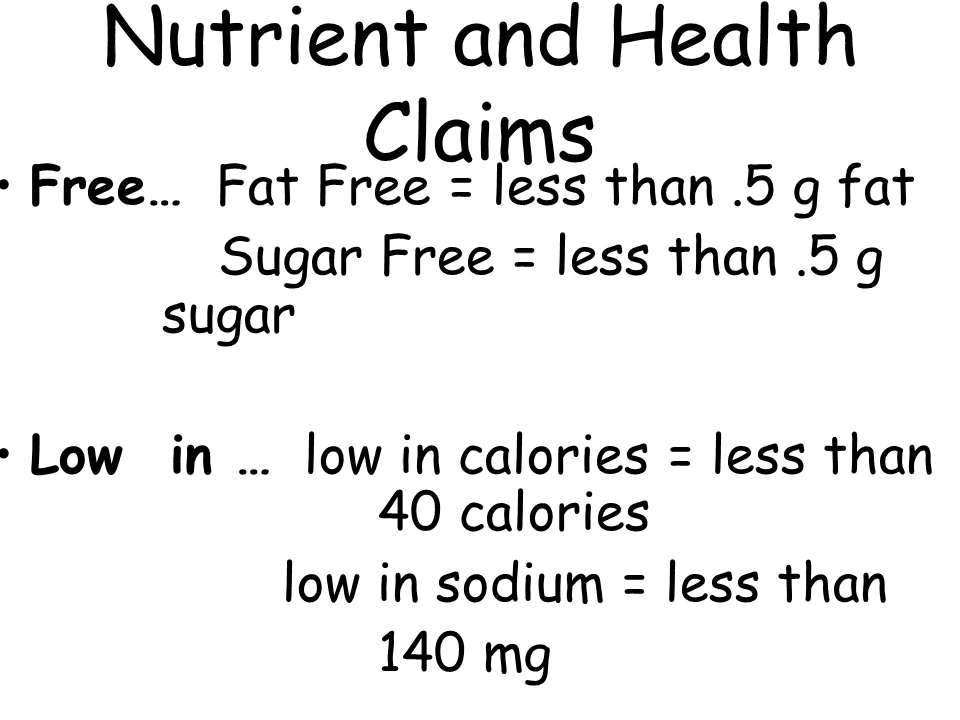 Nutrient and Health
Claims
• Free… Fat Free = less than .5 g fat
Sugar Free = less than .5 g
sugar
• Low in … low in calories = less than
40 calories
low in sodium = less than
140 mg